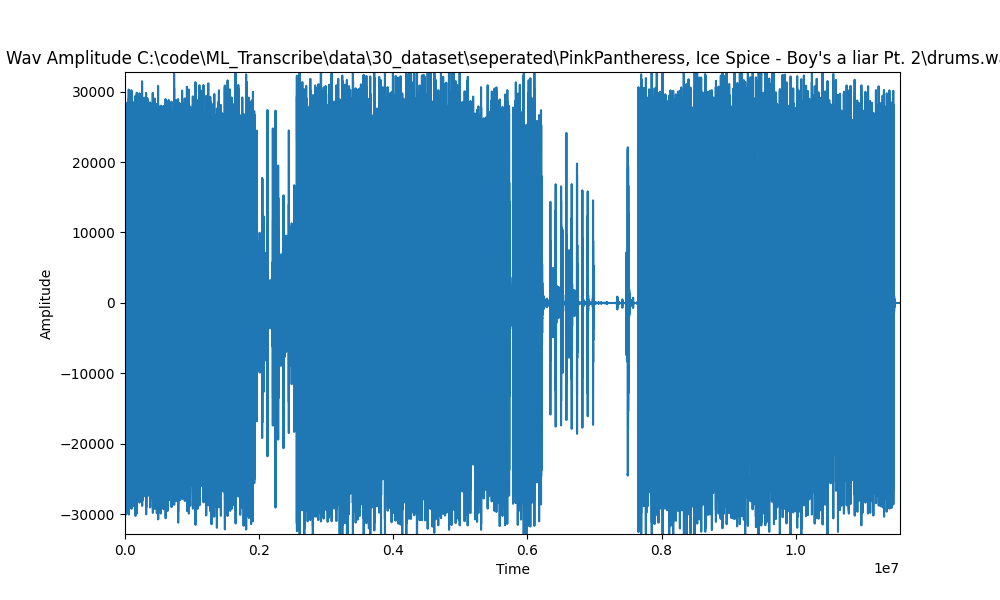 Wav Amplitude C:\code\ML_Transcribe\data\30_dataset\seperated\PinkPantheress, Ice Spice - Boy's a liar Pt. 2\drums.wa
30000
20000
10000
0
−10000
−20000
−30000
Amplitude
0.0 0.2 0.4 0.6 0.8 1.0
Time
1e7